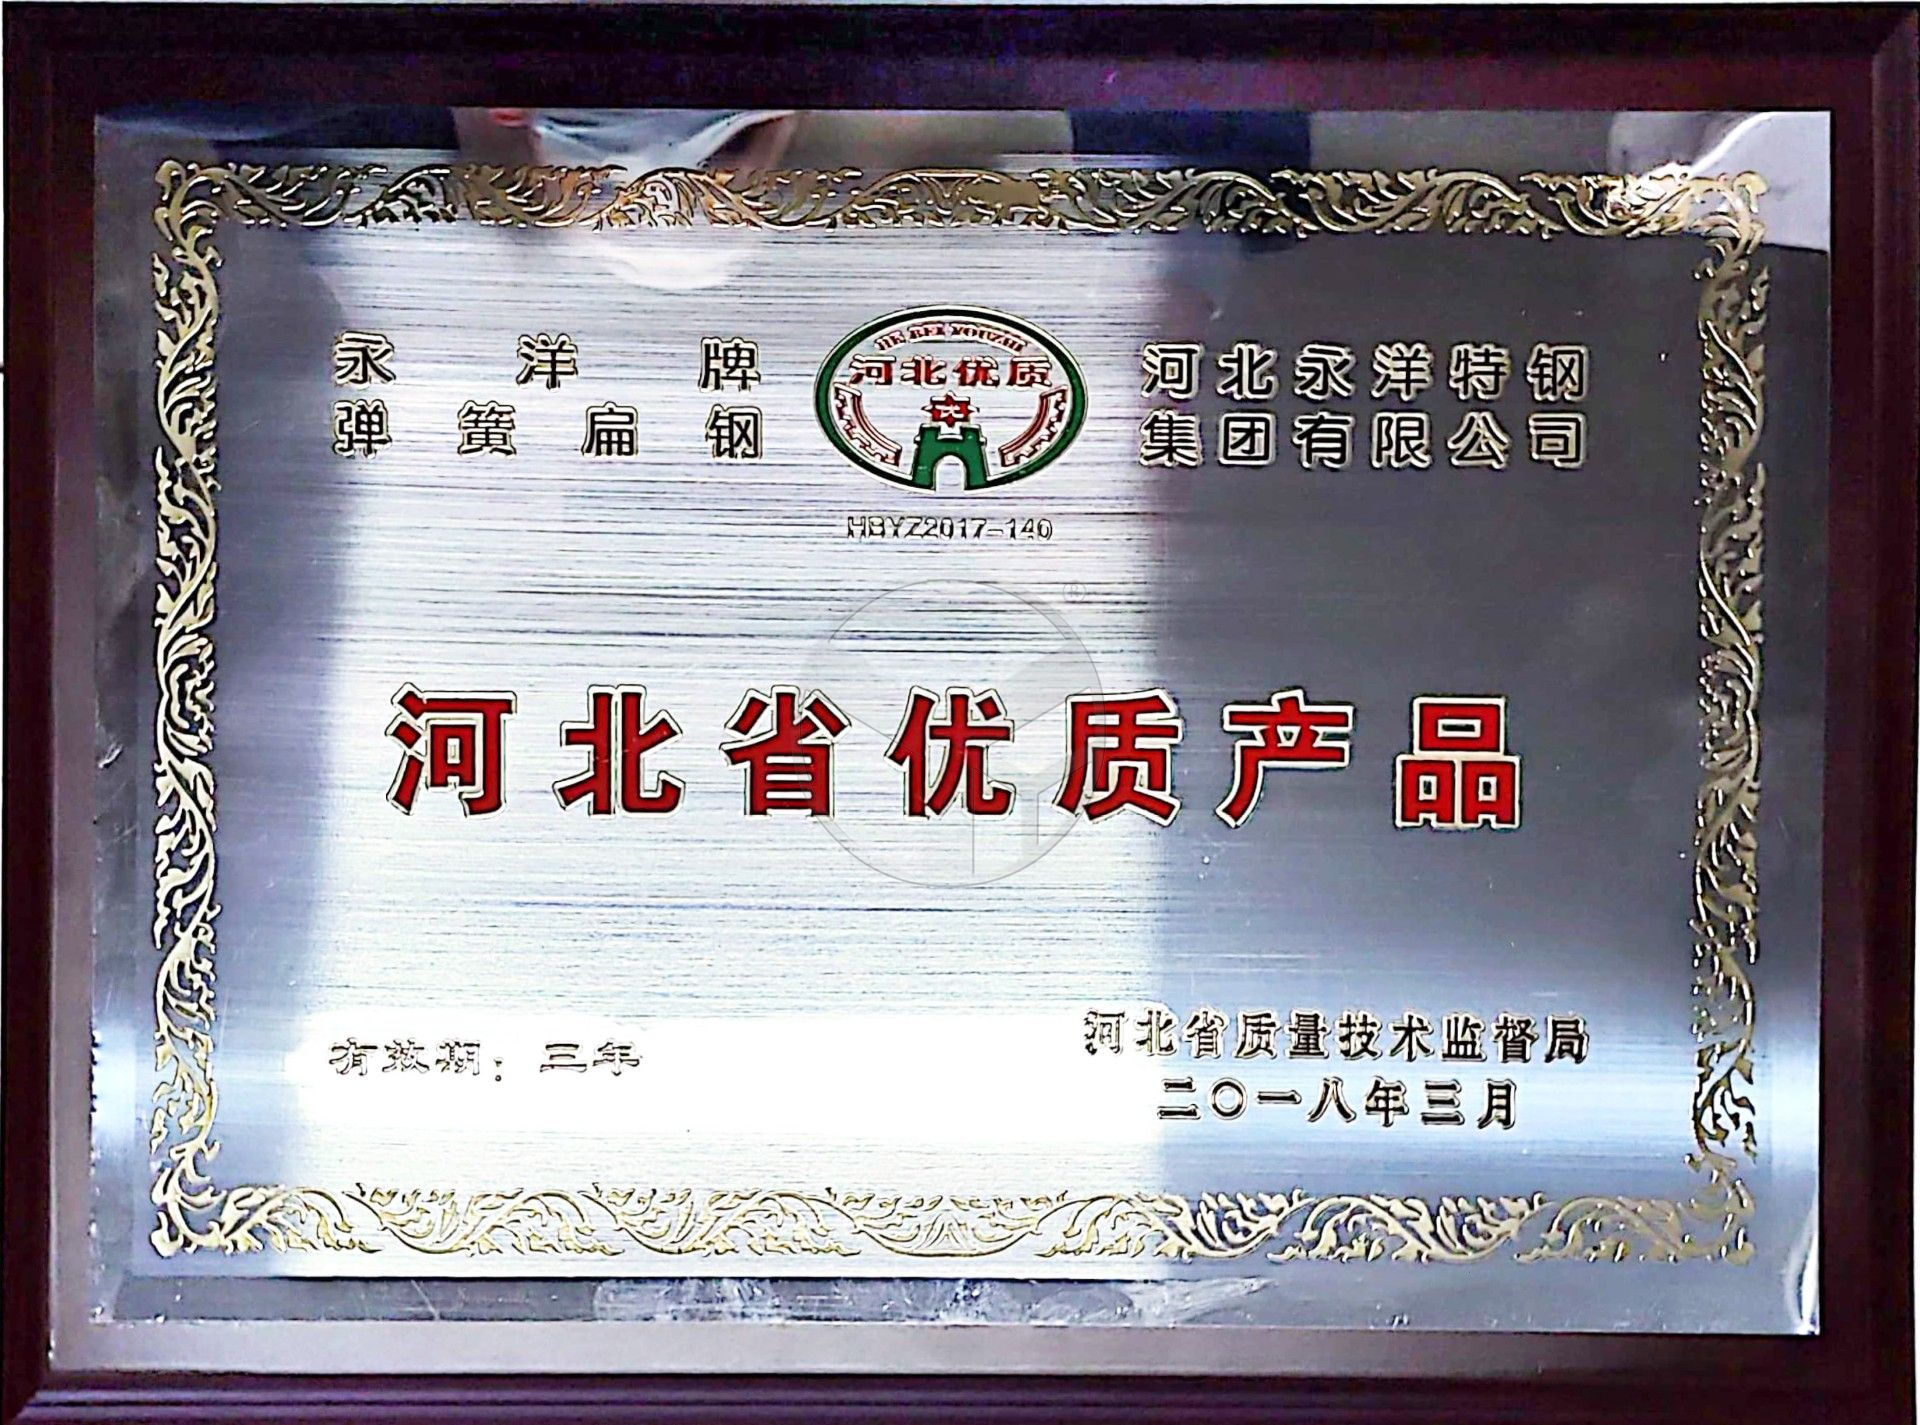 永洋牌
弹簧扁钢
HE BEI YOUZHI
河北优质
HBYZ2017-140
河北永洋特钢
集团有限公司
®
河北省优质产品
有效期：三年
河北省质量技术监督局
二〇一八年三月